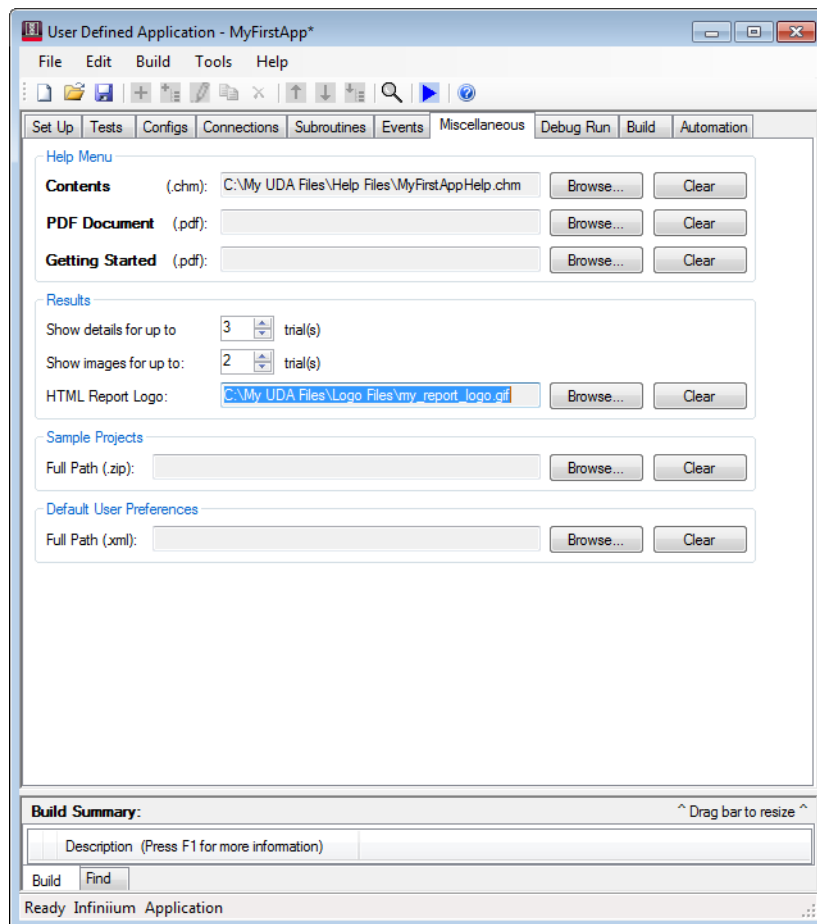 User Defined Application - MyFirstApp*
File Edit Build Tools Help
Set Up Tests Configs Connections Subroutines Events Miscellaneous Debug Run Build Automation
Help Menu
Contents (.chm): C:\My UDA Files\Help Files\MyFirstAppHelp.chm Browse... Clear
PDF Document (.pdf): Browse... Clear
Getting Started (.pdf): Browse... Clear
Results
Show details for up to 3 trial(s)
Show images for up to: 2 trial(s)
HTML Report Logo: C:\My UDA Files\Logo Files\my_report_logo.gif Browse... Clear
Sample Projects
Full Path (.zip): Browse... Clear
Default User Preferences
Full Path (.xml): Browse... Clear
Build Summary: ^ Drag bar to resize ^
Description (Press F1 for more information)
Build Find
Ready Infiniium Application